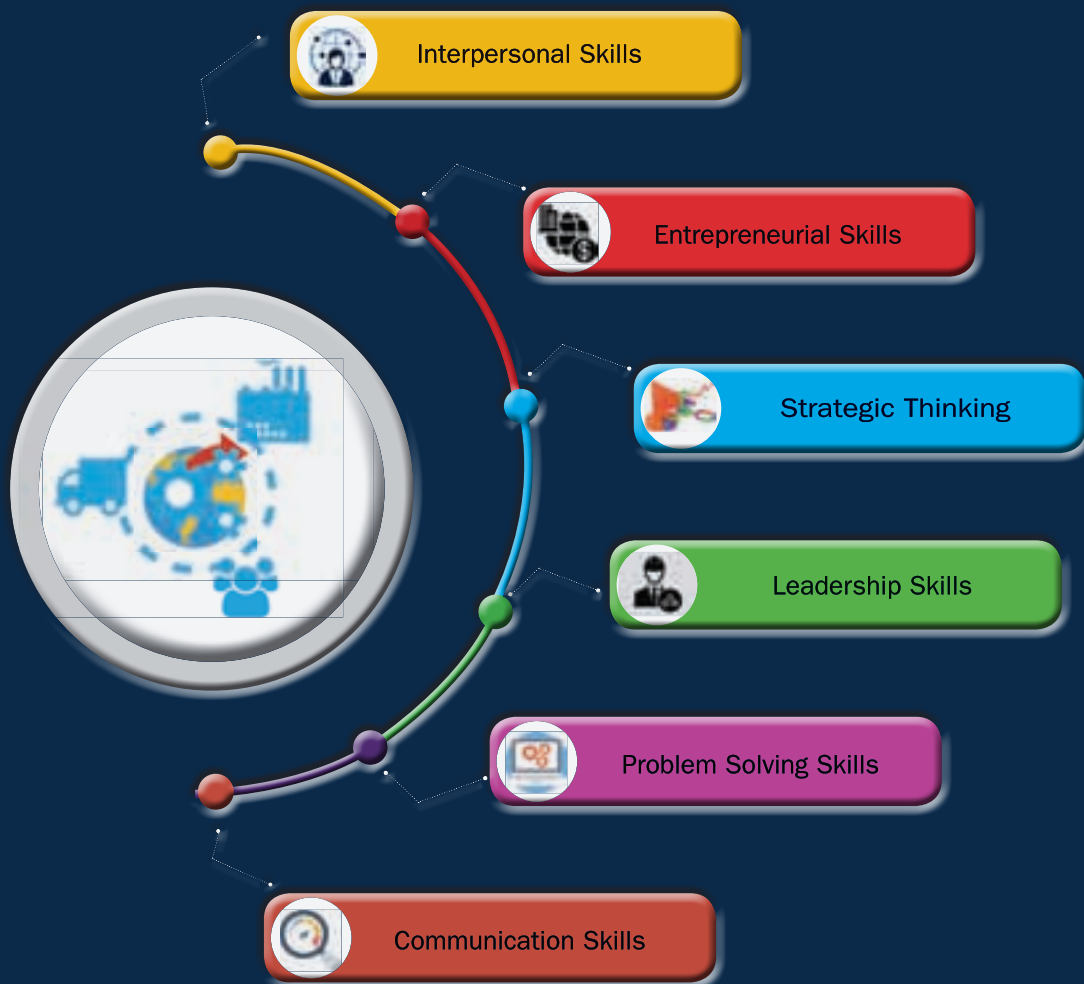 Interpersonal Skills
Entrepreneurial Skills
Strategic Thinking
Leadership Skills
Problem Solving Skills
Communication Skills